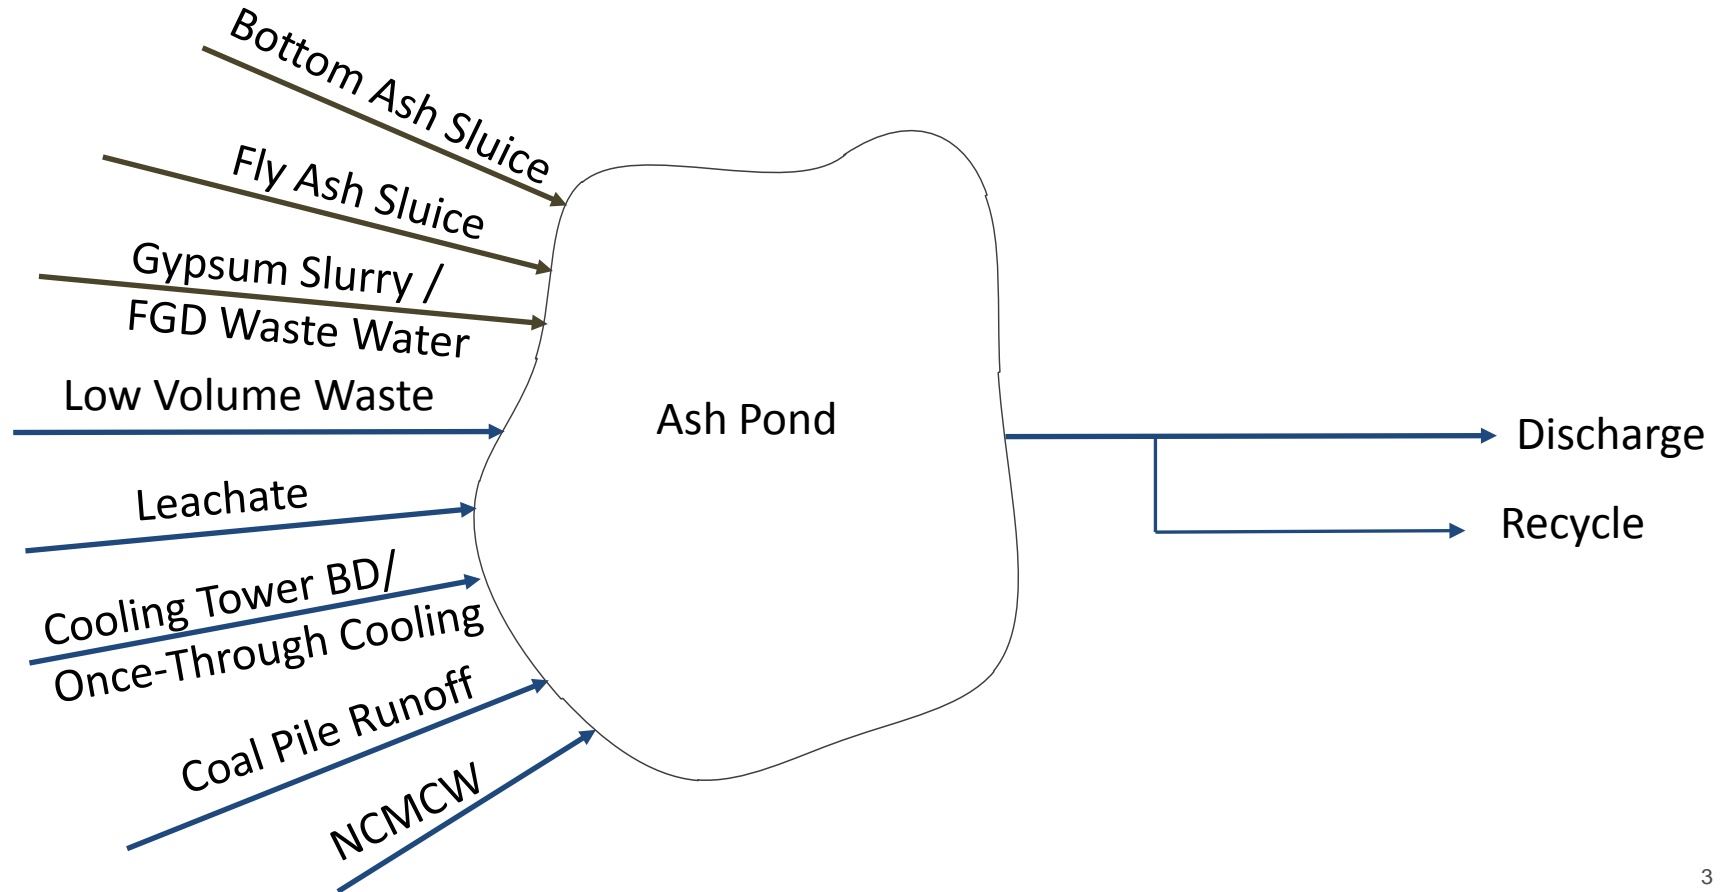 Bottom Ash Sluice
Fly Ash Sluice
Gypsum Slurry /
FGD Waste Water
Low Volume Waste
Leachate
Cooling Tower BD/
Once-Through Cooling
Coal Pile Runoff
NCMCW
Ash Pond
Discharge
Recycle
3